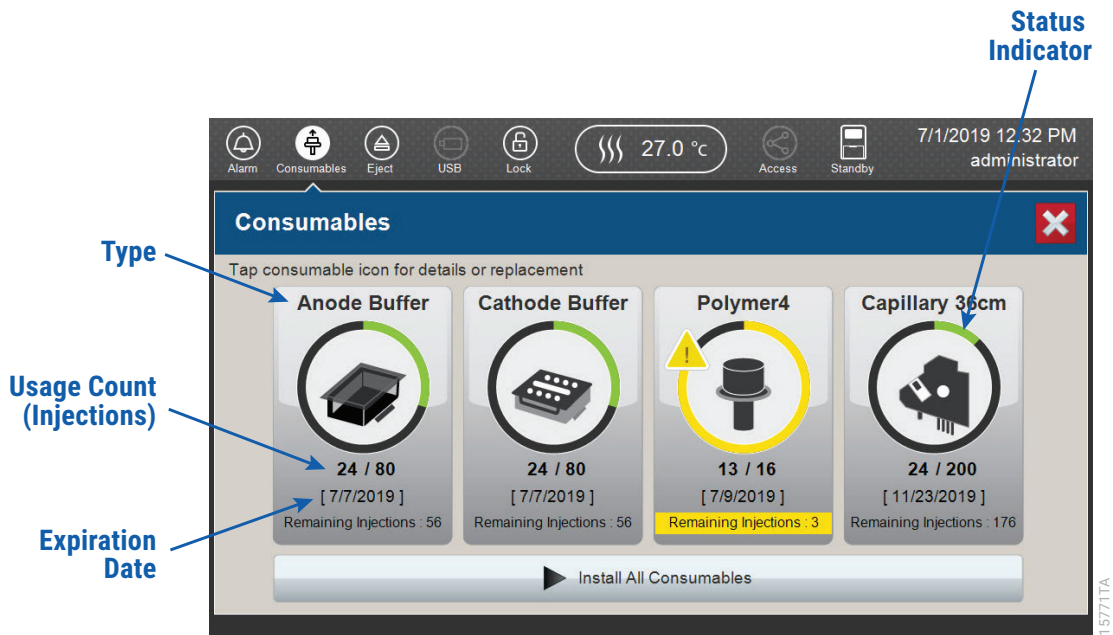 Status
Indicator
7/1/2019 12:32 PM
27.0 °c
administrator
Alarm
Consumables
Eject
USB
Lock
Access
Standby
Consumables
Type
Tap consumable icon for details or replacement
Anode Buffer
Cathode Buffer
Polymer4
Capillary 36cm
!
Usage Count
(Injections)
24 / 80
24 / 80
13 / 16
24 / 200
[ 7/7/2019 ]
[ 7/7/2019 ]
[ 7/9/2019 ]
[ 11/23/2019 ]
Remaining Injections : 56
Remaining Injections : 56
Remaining Injections : 3
Remaining Injections : 176
Expiration
Date
Install All Consumables
15771TA